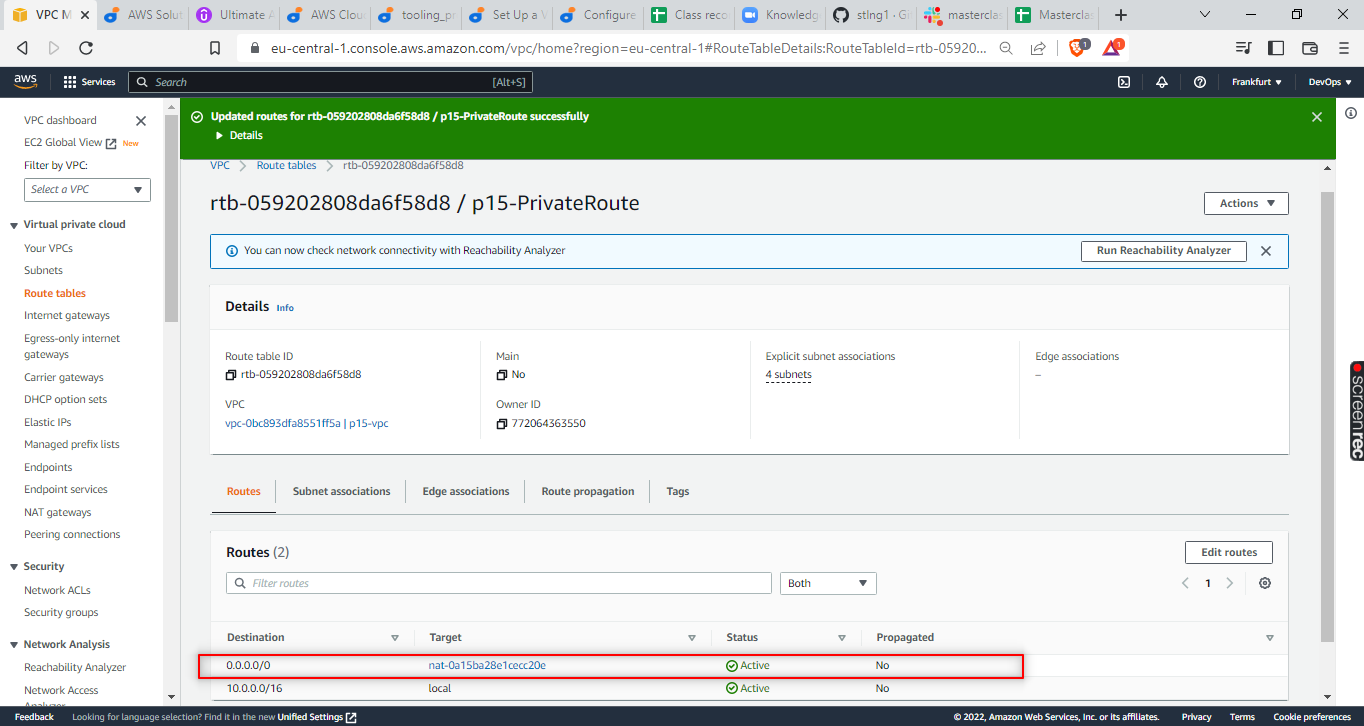 VPC M
AWS Solut
Ultimate A
AWS Clou
tooling_pr
Set Up a V
Configure
Class reco
Knowledg
stlng1 · Gi
masterclas
Masterclas
eu-central-1.console.aws.amazon.com/vpc/home?region=eu-central-1#RouteTableDetails:RouteTableId=rtb-05920...
1
1
aws
Services
Search
[Alt+S]
Frankfurt
DevOps
VPC dashboard
EC2 Global View New
Filter by VPC:
Select a VPC
Virtual private cloud
Your VPCs
Subnets
Route tables
Internet gateways
Egress-only internet
gateways
Carrier gateways
DHCP option sets
Elastic IPs
Managed prefix lists
Endpoints
Endpoint services
NAT gateways
Peering connections
Security
Network ACLs
Security groups
Network Analysis
Reachability Analyzer
Network Access
Analyzer
Updated routes for rtb-059202808da6f58d8 / p15-PrivateRoute successfully
Details
VPC Route tables rtb-059202808da6f58d8
rtb-059202808da6f58d8 / p15-PrivateRoute
Actions
You can now check network connectivity with Reachability Analyzer
Run Reachability Analyzer
Details Info
Route table ID
rtb-059202808da6f58d8
Main
No
Explicit subnet associations
4 subnets
Edge associations
–
VPC
vpc-0bc893dfa8551ff5a | p15-vpc
Owner ID
772064363550
Routes
Subnet associations
Edge associations
Route propagation
Tags
Routes (2)
Edit routes
Filter routes
Both
1
Destination Target Status Propagated
0.0.0.0/0 nat-0a15ba28e1cecc20e Active No
10.0.0.0/16 local Active No
screenrec
Feedback Looking for language selection? Find it in the new Unified Settings
© 2022, Amazon Web Services, Inc. or its affiliates. Privacy Terms Cookie preferences